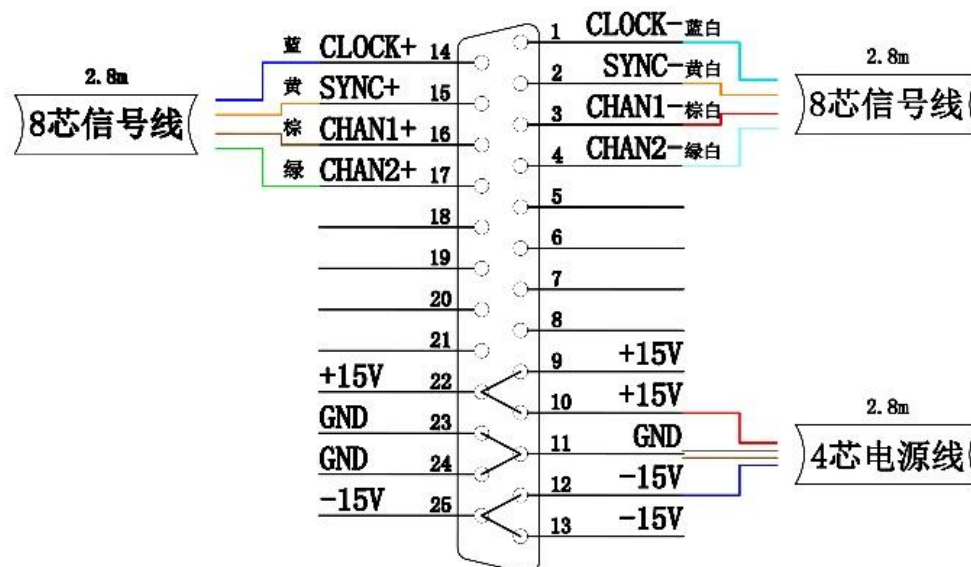 1 CLOCK- 蓝白
蓝 CLOCK+ 14
2.8m
2 SYNC- 黄白
2.8m
黄 SYNC+ 15
8芯信号线
8芯信号线
3 CHAN1- 棕白
棕 CHAN1+ 16
4 CHAN2- 绿白
绿 CHAN2+ 17
5
18
6
19
7
20
8
21
9 +15V
+15V 22
10 +15V
2.8m
GND 23
11 GND
4芯电源线
GND 24
12 -15V
-15V 25
13 -15V